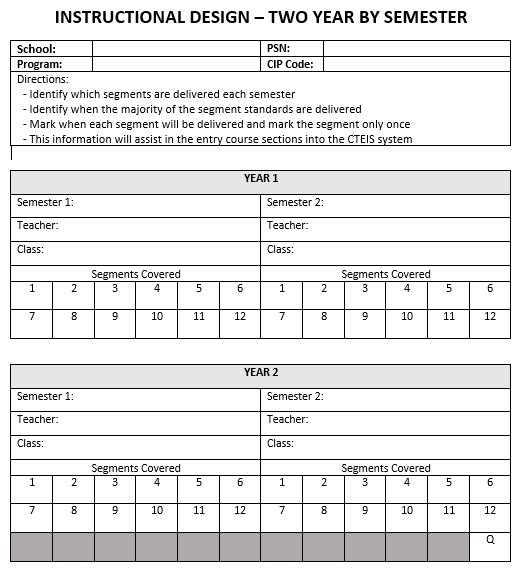 INSTRUCTIONAL DESIGN – TWO YEAR BY SEMESTER
School: PSN:
Program: CIP Code:
Directions:
- Identify which segments are delivered each semester
- Identify when the majority of the segment standards are delivered
- Mark when each segment will be delivered and mark the segment only once
- This information will assist in the entry course sections into the CTEIS system
YEAR 1
Semester 1: Semester 2:
Teacher: Teacher:
Class: Class:
Segments Covered Segments Covered
1 2 3 4 5 6 1 2 3 4 5 6
7 8 9 10 11 12 7 8 9 10 11 12
YEAR 2
Semester 1: Semester 2:
Teacher: Teacher:
Class: Class:
Segments Covered Segments Covered
1 2 3 4 5 6 1 2 3 4 5 6
7 8 9 10 11 12 7 8 9 10 11 12
Q